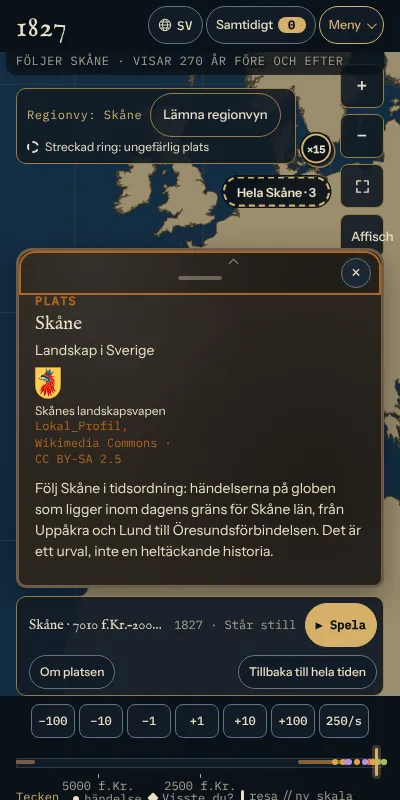 1827
SV
Samtidigt 0
Meny
FÖLJER SKÅNE · VISAR 270 ÅR FÖRE OCH EFTER
+
Regionvy: Skåne
Lämna regionvyn
Streckad ring: ungefärlig plats
−
×15
Hela Skåne · 3
Affisch
×
PLATS
Skåne
Landskap i Sverige
Skånes landskapsvapen
Lokal_Profil,
Wikimedia Commons ·
CC BY-SA 2.5
Följ Skåne i tidsordning: händelserna på globen
som ligger inom dagens gräns för Skåne län, från
Uppåkra och Lund till Öresundsförbindelsen. Det är
ett urval, inte en heltäckande historia.
Skåne · 7010 f.Kr.–200…
1827 · Står still
▶ Spela
Om platsen
Tillbaka till hela tiden
−100 −10 −1 +1 +10 +100 250/s
5000 f.Kr. 2500 f.Kr.
Tecken ● händelse ◆ Visste du? | resa // ny skala